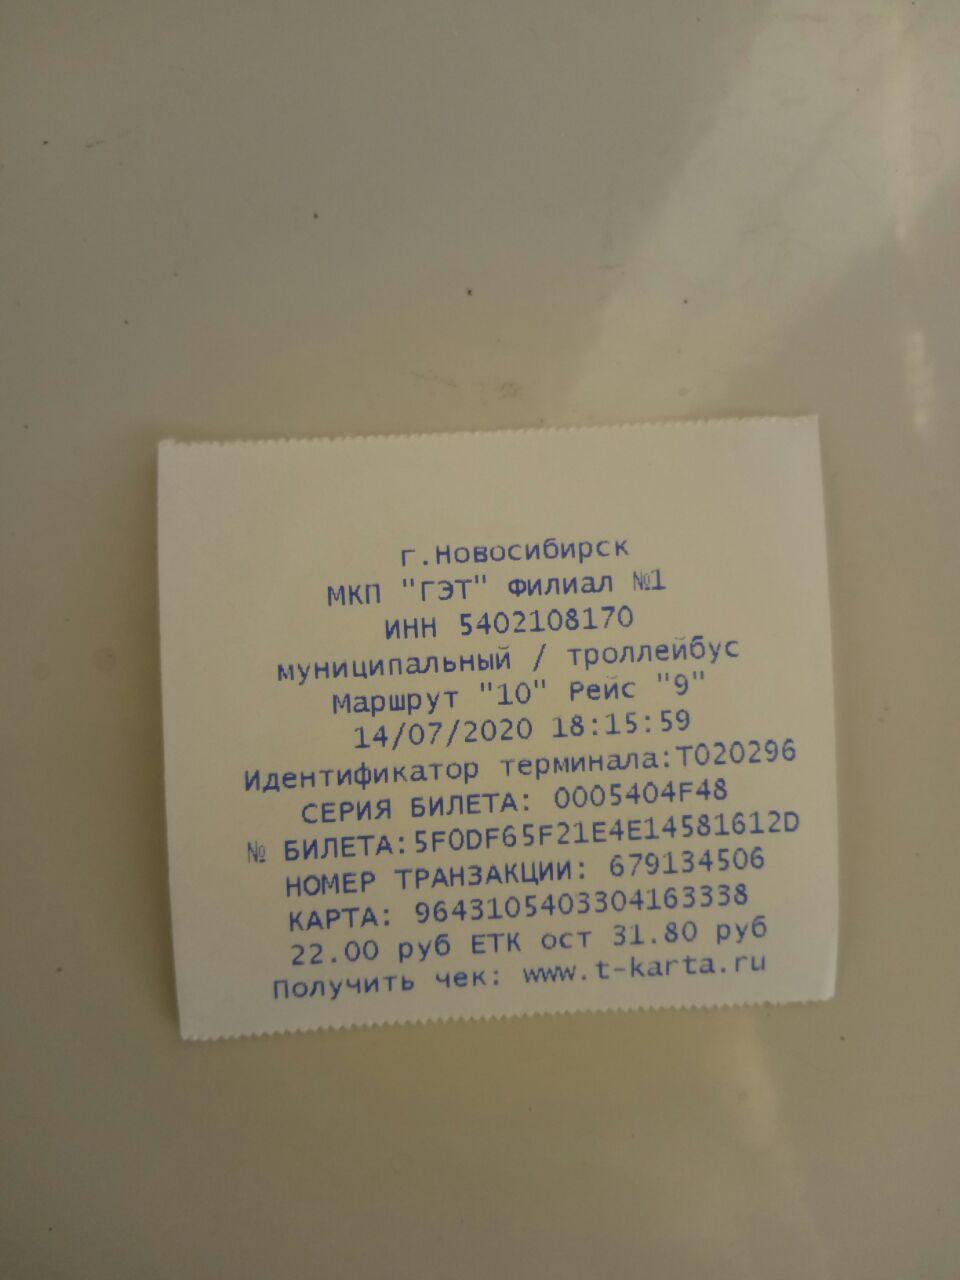 г.Новосибирск
МКП "ГЭТ" Филиал №1
ИНН 5402108170
муниципальный / троллейбус
Маршрут "10" Рейс "9"
14/07/2020 18:15:59
Идентификатор терминала:Т020296
СЕРИЯ БИЛЕТА: 0005404F48
№ БИЛЕТА:5F0DF65F21E4E14581612D
НОМЕР ТРАНЗАКЦИИ: 679134506
КАРТА: 9643105403304163338
22.00 руб ЕТК ост 31.80 руб
Получить чек: www.t-karta.ru